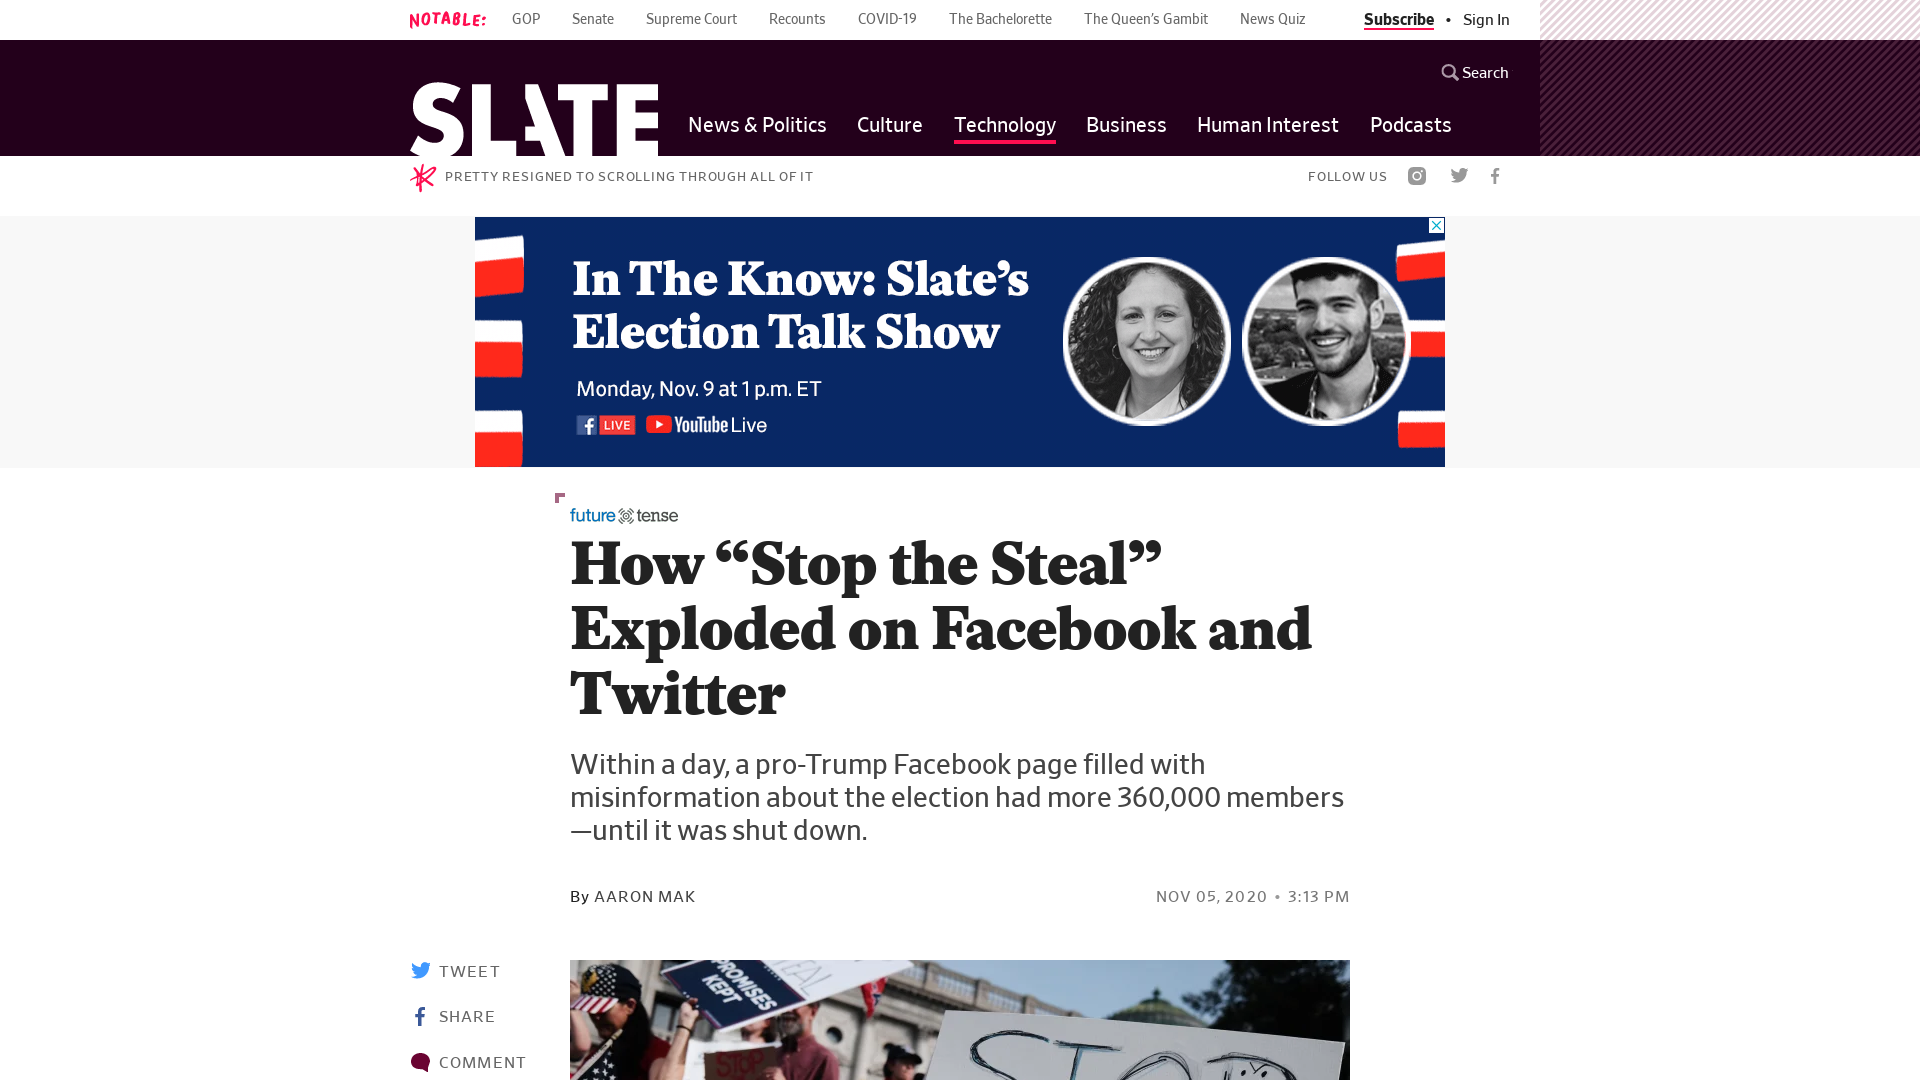 NOTABLE: GOP Senate Supreme Court Recounts COVID-19 The Bachelorette The Queen’s Gambit News Quiz Subscribe • Sign In
Search
SLATE News & Politics Culture Technology Business Human Interest Podcasts
PRETTY RESIGNED TO SCROLLING THROUGH ALL OF IT FOLLOW US
In The Know: Slate’s
Election Talk Show
Monday, Nov. 9 at 1 p.m. ET
f LIVE YouTube Live
future tense
How “Stop the Steal”
Exploded on Facebook and
Twitter
Within a day, a pro-Trump Facebook page filled with
misinformation about the election had more 360,000 members
—until it was shut down.
By AARON MAK NOV 05, 2020 • 3:13 PM
TWEET
SHARE
COMMENT
PROMISES
KEPT
STOP
STOP